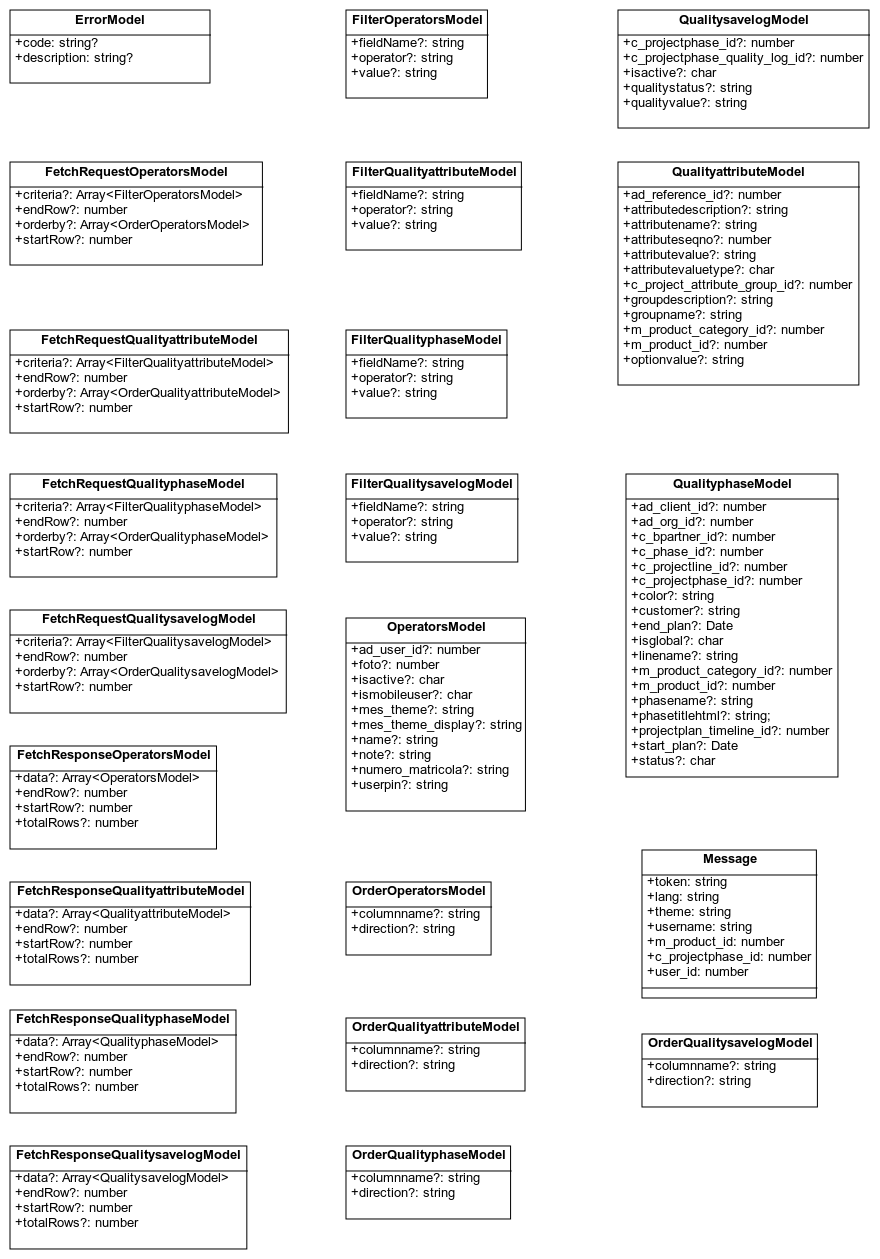 ErrorModel
+code: string?
+description: string?
FetchRequestOperatorsModel
+criteria?: Array<FilterOperatorsModel>
+endRow?: number
+orderby?: Array<OrderOperatorsModel>
+startRow?: number
FetchRequestQualityattributeModel
+criteria?: Array<FilterQualityattributeModel>
+endRow?: number
+orderby?: Array<OrderQualityattributeModel>
+startRow?: number
FetchRequestQualityphaseModel
+criteria?: Array<FilterQualityphaseModel>
+endRow?: number
+orderby?: Array<OrderQualityphaseModel>
+startRow?: number
FetchRequestQualitysavelogModel
+criteria?: Array<FilterQualitysavelogModel>
+endRow?: number
+orderby?: Array<OrderQualitysavelogModel>
+startRow?: number
FetchResponseOperatorsModel
+data?: Array<OperatorsModel>
+endRow?: number
+startRow?: number
+totalRows?: number
FetchResponseQualityattributeModel
+data?: Array<QualityattributeModel>
+endRow?: number
+startRow?: number
+totalRows?: number
FetchResponseQualityphaseModel
+data?: Array<QualityphaseModel>
+endRow?: number
+startRow?: number
+totalRows?: number
FetchResponseQualitysavelogModel
+data?: Array<QualitysavelogModel>
+endRow?: number
+startRow?: number
+totalRows?: number
FilterOperatorsModel
+fieldName?: string
+operator?: string
+value?: string
FilterQualityattributeModel
+fieldName?: string
+operator?: string
+value?: string
FilterQualityphaseModel
+fieldName?: string
+operator?: string
+value?: string
FilterQualitysavelogModel
+fieldName?: string
+operator?: string
+value?: string
OperatorsModel
+ad_user_id?: number
+foto?: number
+isactive?: char
+ismobileuser?: char
+mes_theme?: string
+mes_theme_display?: string
+name?: string
+note?: string
+numero_matricola?: string
+userpin?: string
OrderOperatorsModel
+columnname?: string
+direction?: string
OrderQualityattributeModel
+columnname?: string
+direction?: string
OrderQualityphaseModel
+columnname?: string
+direction?: string
QualitysavelogModel
+c_projectphase_id?: number
+c_projectphase_quality_log_id?: number
+isactive?: char
+qualitystatus?: string
+qualityvalue?: string
QualityattributeModel
+ad_reference_id?: number
+attributedescription?: string
+attributename?: string
+attributeseqno?: number
+attributevalue?: string
+attributevaluetype?: char
+c_project_attribute_group_id?: number
+groupdescription?: string
+groupname?: string
+m_product_category_id?: number
+m_product_id?: number
+optionvalue?: string
QualityphaseModel
+ad_client_id?: number
+ad_org_id?: number
+c_bpartner_id?: number
+c_phase_id?: number
+c_projectline_id?: number
+c_projectphase_id?: number
+color?: string
+customer?: string
+end_plan?: Date
+isglobal?: char
+linename?: string
+m_product_category_id?: number
+m_product_id?: number
+phasename?: string
+phasetitlehtml?: string;
+projectplan_timeline_id?: number
+start_plan?: Date
+status?: char
Message
+token: string
+lang: string
+theme: string
+username: string
+m_product_id: number
+c_projectphase_id: number
+user_id: number
OrderQualitysavelogModel
+columnname?: string
+direction?: string